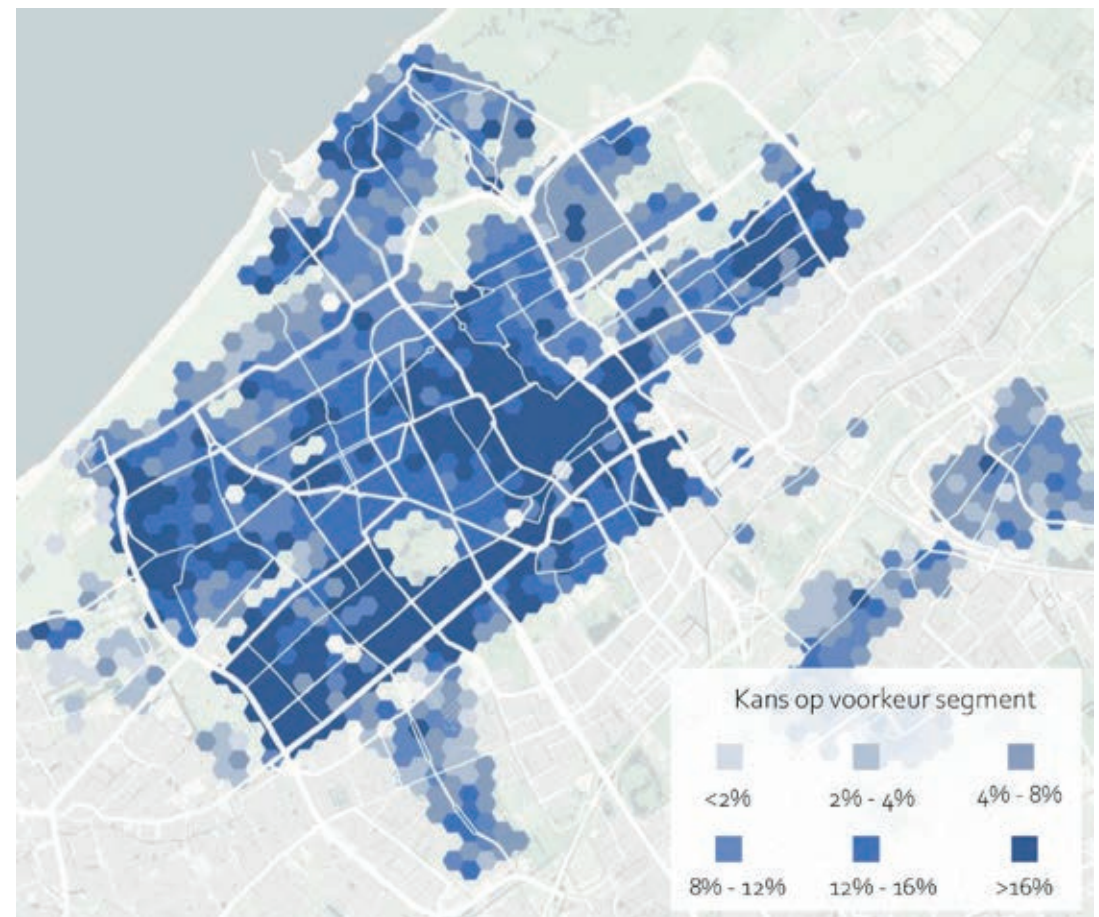 Kans op voorkeur segment
<2%
2% - 4%
4% - 8%
8% - 12%
12% - 16%
>16%